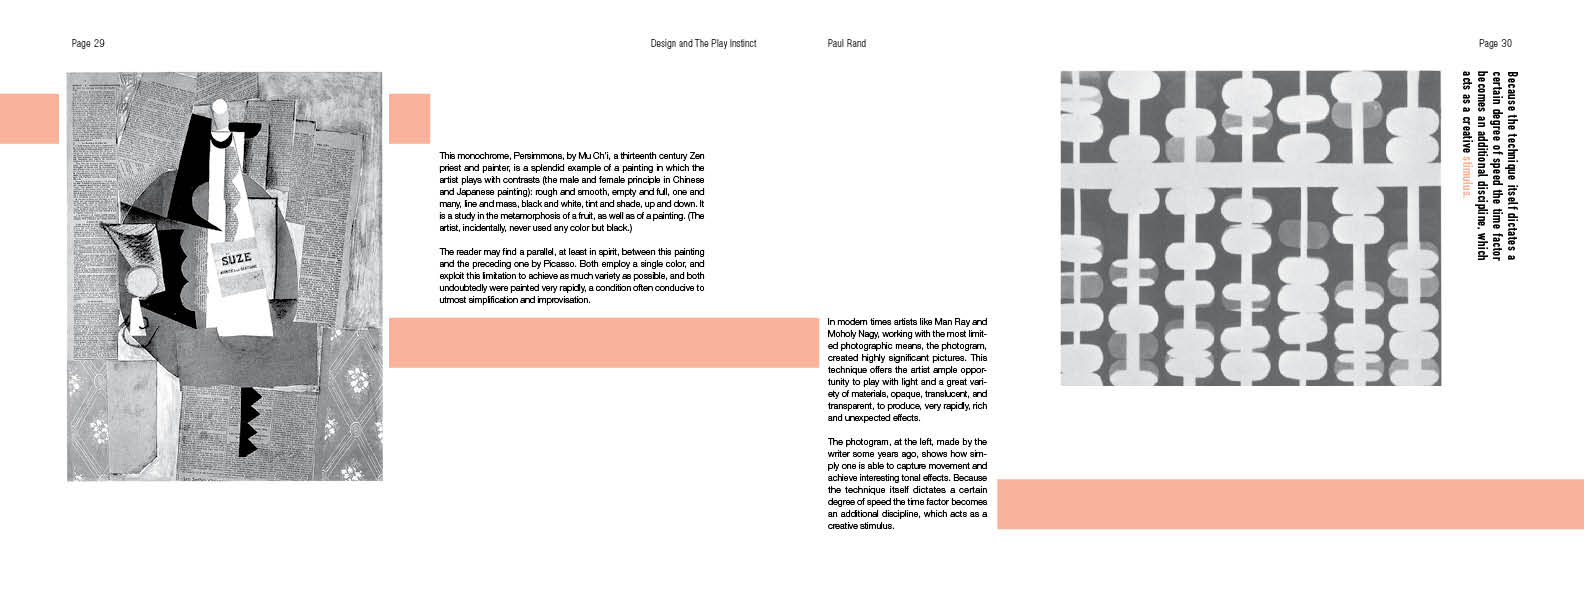 Page 29
Design and The Play Instinct
Paul Rand
Page 30
SUZE
This monochrome, Persimmons, by Mu Ch'i, a thirteenth century Zen
priest and painter, is a splendid example of a painting in which the
artist plays with contrasts (the male and female principle in Chinese
and Japanese painting): rough and smooth, empty and full, one and
many, line and mass, black and white, tint and shade, up and down. It
is a study in the metamorphosis of a fruit, as well as of a painting. (The
artist, incidentally, never used any color but black.)
The reader may find a parallel, at least in spirit, between this painting
and the preceding one by Picasso. Both employ a single color, and
exploit this limitation to achieve as much variety as possible, and both
undoubtedly were painted very rapidly, a condition often conducive to
utmost simplification and improvisation.
In modern times artists like Man Ray and
Moholy Nagy, working with the most limit-
ed photographic means, the photogram,
created highly significant pictures. This
technique offers the artist ample oppor-
tunity to play with light and a great vari-
ety of materials, opaque, translucent, and
transparent, to produce, very rapidly, rich
and unexpected effects.
The photogram, at the left, made by the
writer some years ago, shows how sim-
ply one is able to capture movement and
achieve interesting tonal effects. Because
the technique itself dictates a certain
degree of speed the time factor becomes
an additional discipline, which acts as a
creative stimulus.
Because the technique itself dictates a
certain degree of speed the time factor
becomes an additional discipline, which
acts as a creative stimulus.